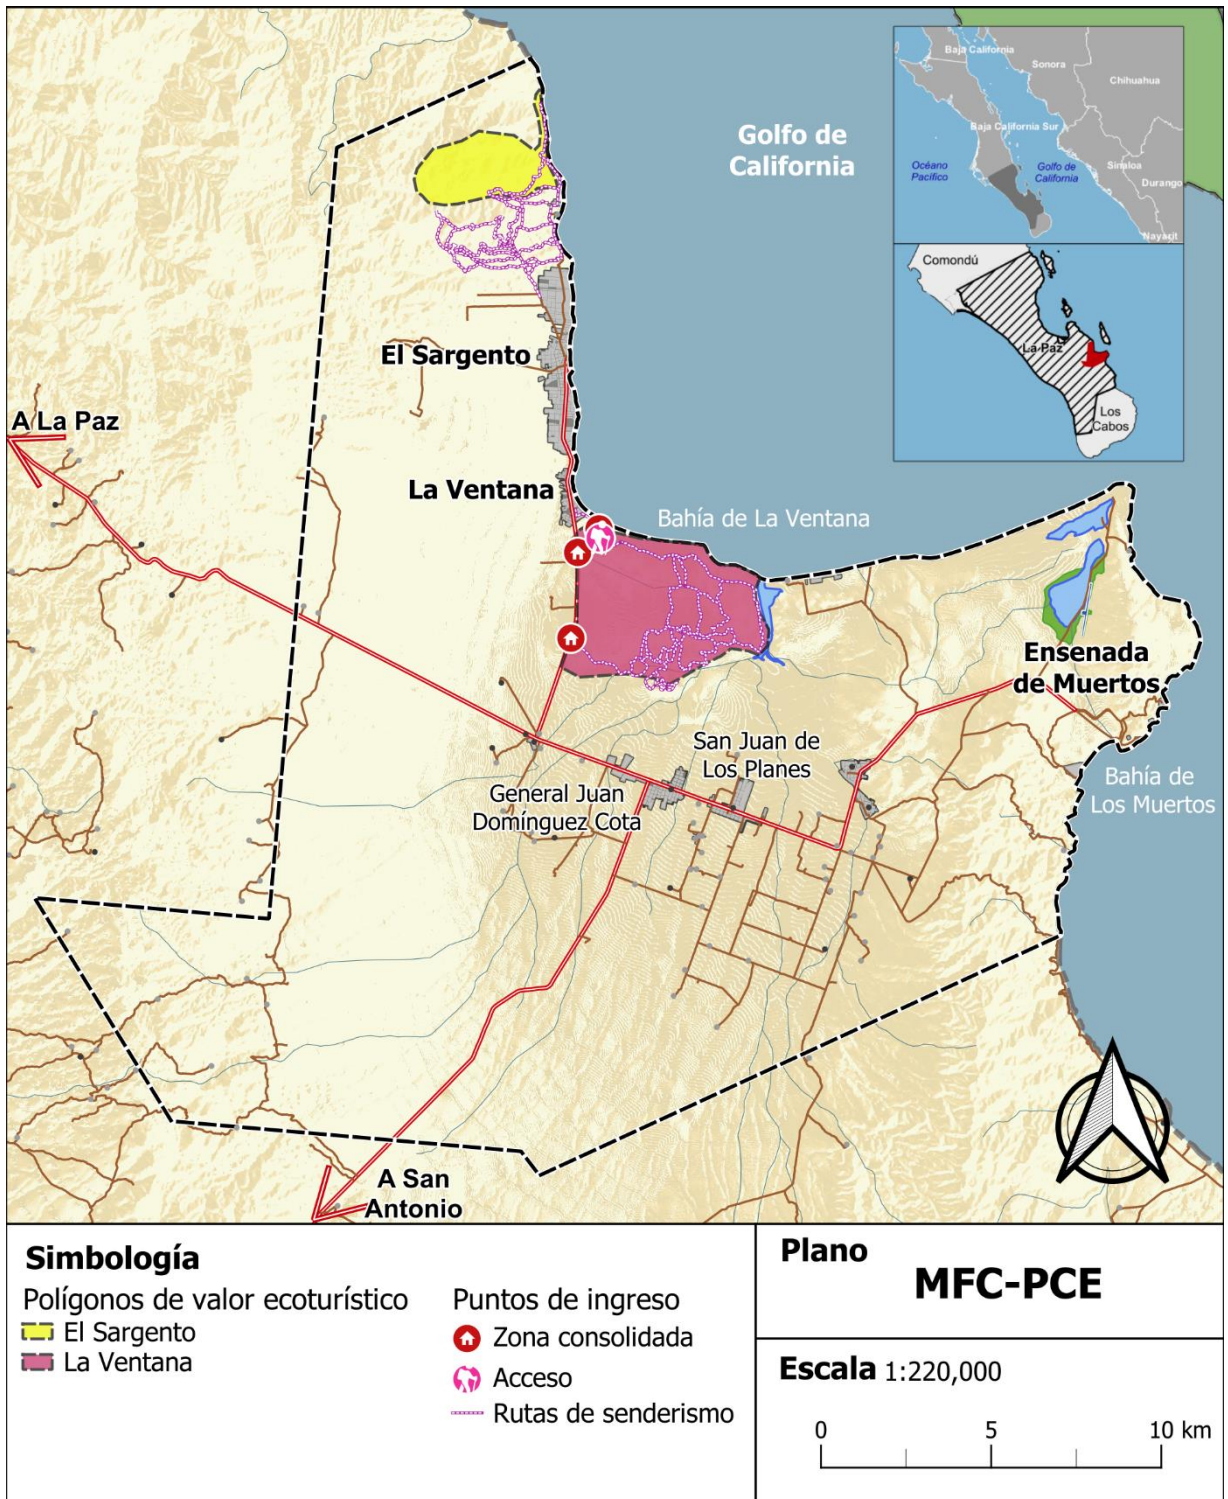 Golfo de
California
Baja California
Sonora
Chihuahua
Baja California Sur
Océano
Pacífico
Golfo de
California
Sinaloa
Durango
Nayarit
Comondú
La Paz
Los
Cabos
El Sargento
A La Paz
La Ventana
Bahía de La Ventana
Ensenada
de Muertos
San Juan de
Los Planes
General Juan
Domínguez Cota
Bahía de
Los Muertos
A San
Antonio
Simbología
Polígonos de valor ecoturístico
El Sargento
La Ventana
Puntos de ingreso
Zona consolidada
Acceso
Rutas de senderismo
Plano
MFC-PCE
Escala 1:220,000
0 5 10 km